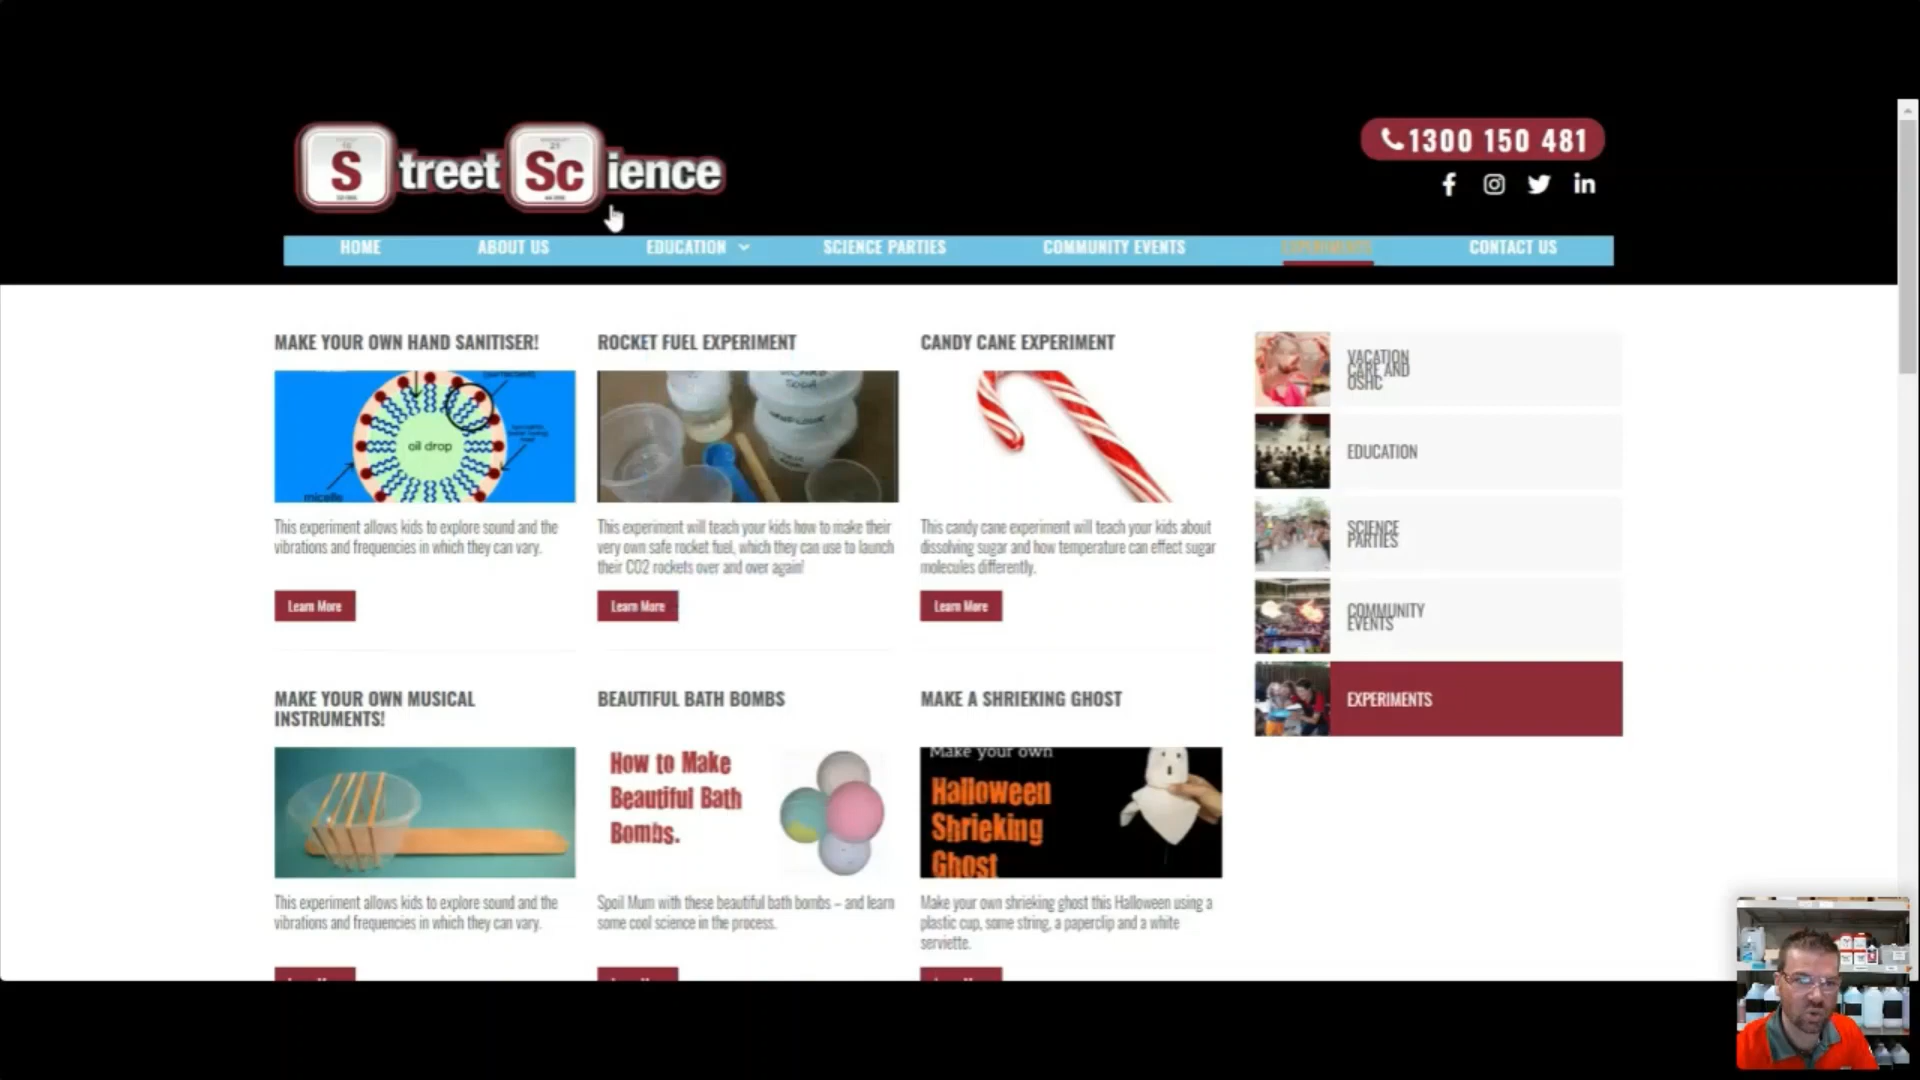 S treet Sc ience
1300 150 481
HOME ABOUT US EDUCATION SCIENCE PARTIES COMMUNITY EVENTS EXPERIMENTS CONTACT US
MAKE YOUR OWN HAND SANITISER!
oil drop
micelle
This experiment allows kids to explore sound and the
vibrations and frequencies in which they can vary.
Learn More
ROCKET FUEL EXPERIMENT
SODA
This experiment will teach your kids how to make their
very own safe rocket fuel, which they can use to launch
their CO2 rockets over and over again!
Learn More
CANDY CANE EXPERIMENT
This candy cane experiment will teach your kids about
dissolving sugar and how temperature can effect sugar
molecules differently.
Learn More
VACATION
CARE AND
OSHC
EDUCATION
SCIENCE
PARTIES
COMMUNITY
EVENTS
EXPERIMENTS
MAKE YOUR OWN MUSICAL
INSTRUMENTS!
This experiment allows kids to explore sound and the
vibrations and frequencies in which they can vary.
BEAUTIFUL BATH BOMBS
How to Make
Beautiful Bath
Bombs.
Spoil Mum with these beautiful bath bombs – and learn
some cool science in the process.
MAKE A SHRIEKING GHOST
Make your own
Halloween
Shrieking
Ghost
Make your own shrieking ghost this Halloween using a
plastic cup, some string, a paperclip and a white
serviette.